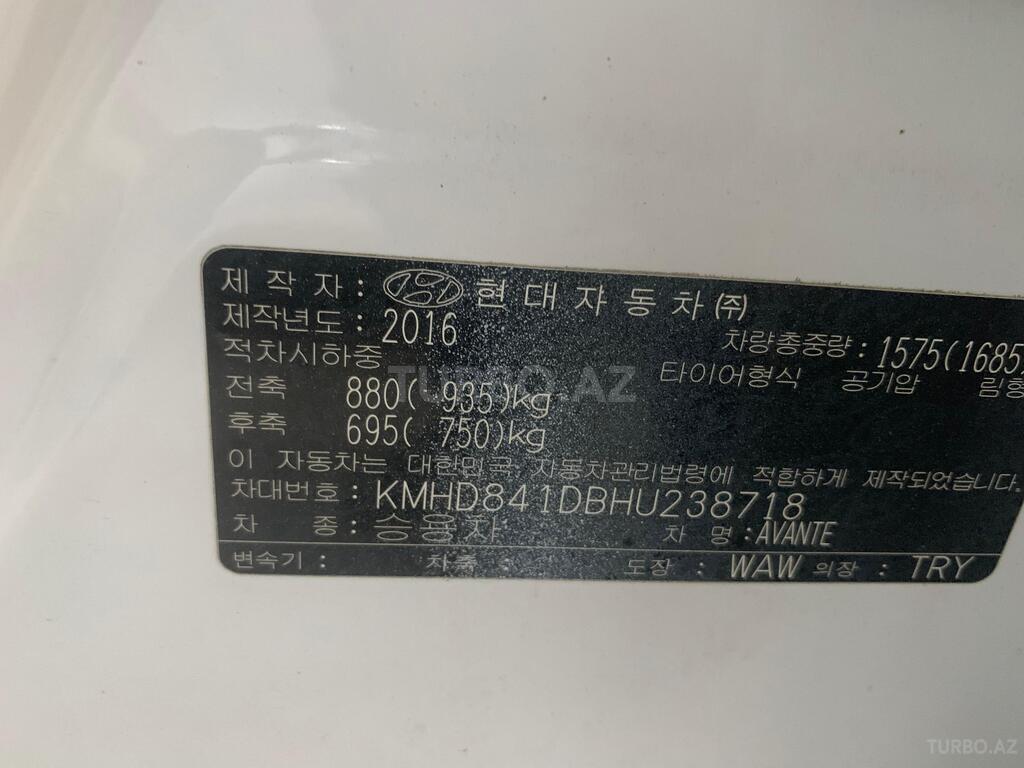 제 작 자 : 현 대 자 동 차 ㈜
제작년도 : 2016
차량총중량 : 1575(1685)
적차시하중
타이어형식 공기압 림형
전축 880( 935)kg
후축 695( 750)kg
이 자동차는 대한민국 자동차관리법령에 적합하게 제작되었습니다.
차대번호 : KMHD841DBHU238718
차 종 : 승용차 차 명 : AVANTE
변속기 : 차축 : 도장 : WAW 의장 : TRY
TURBO.AZ
TURBO.AZ